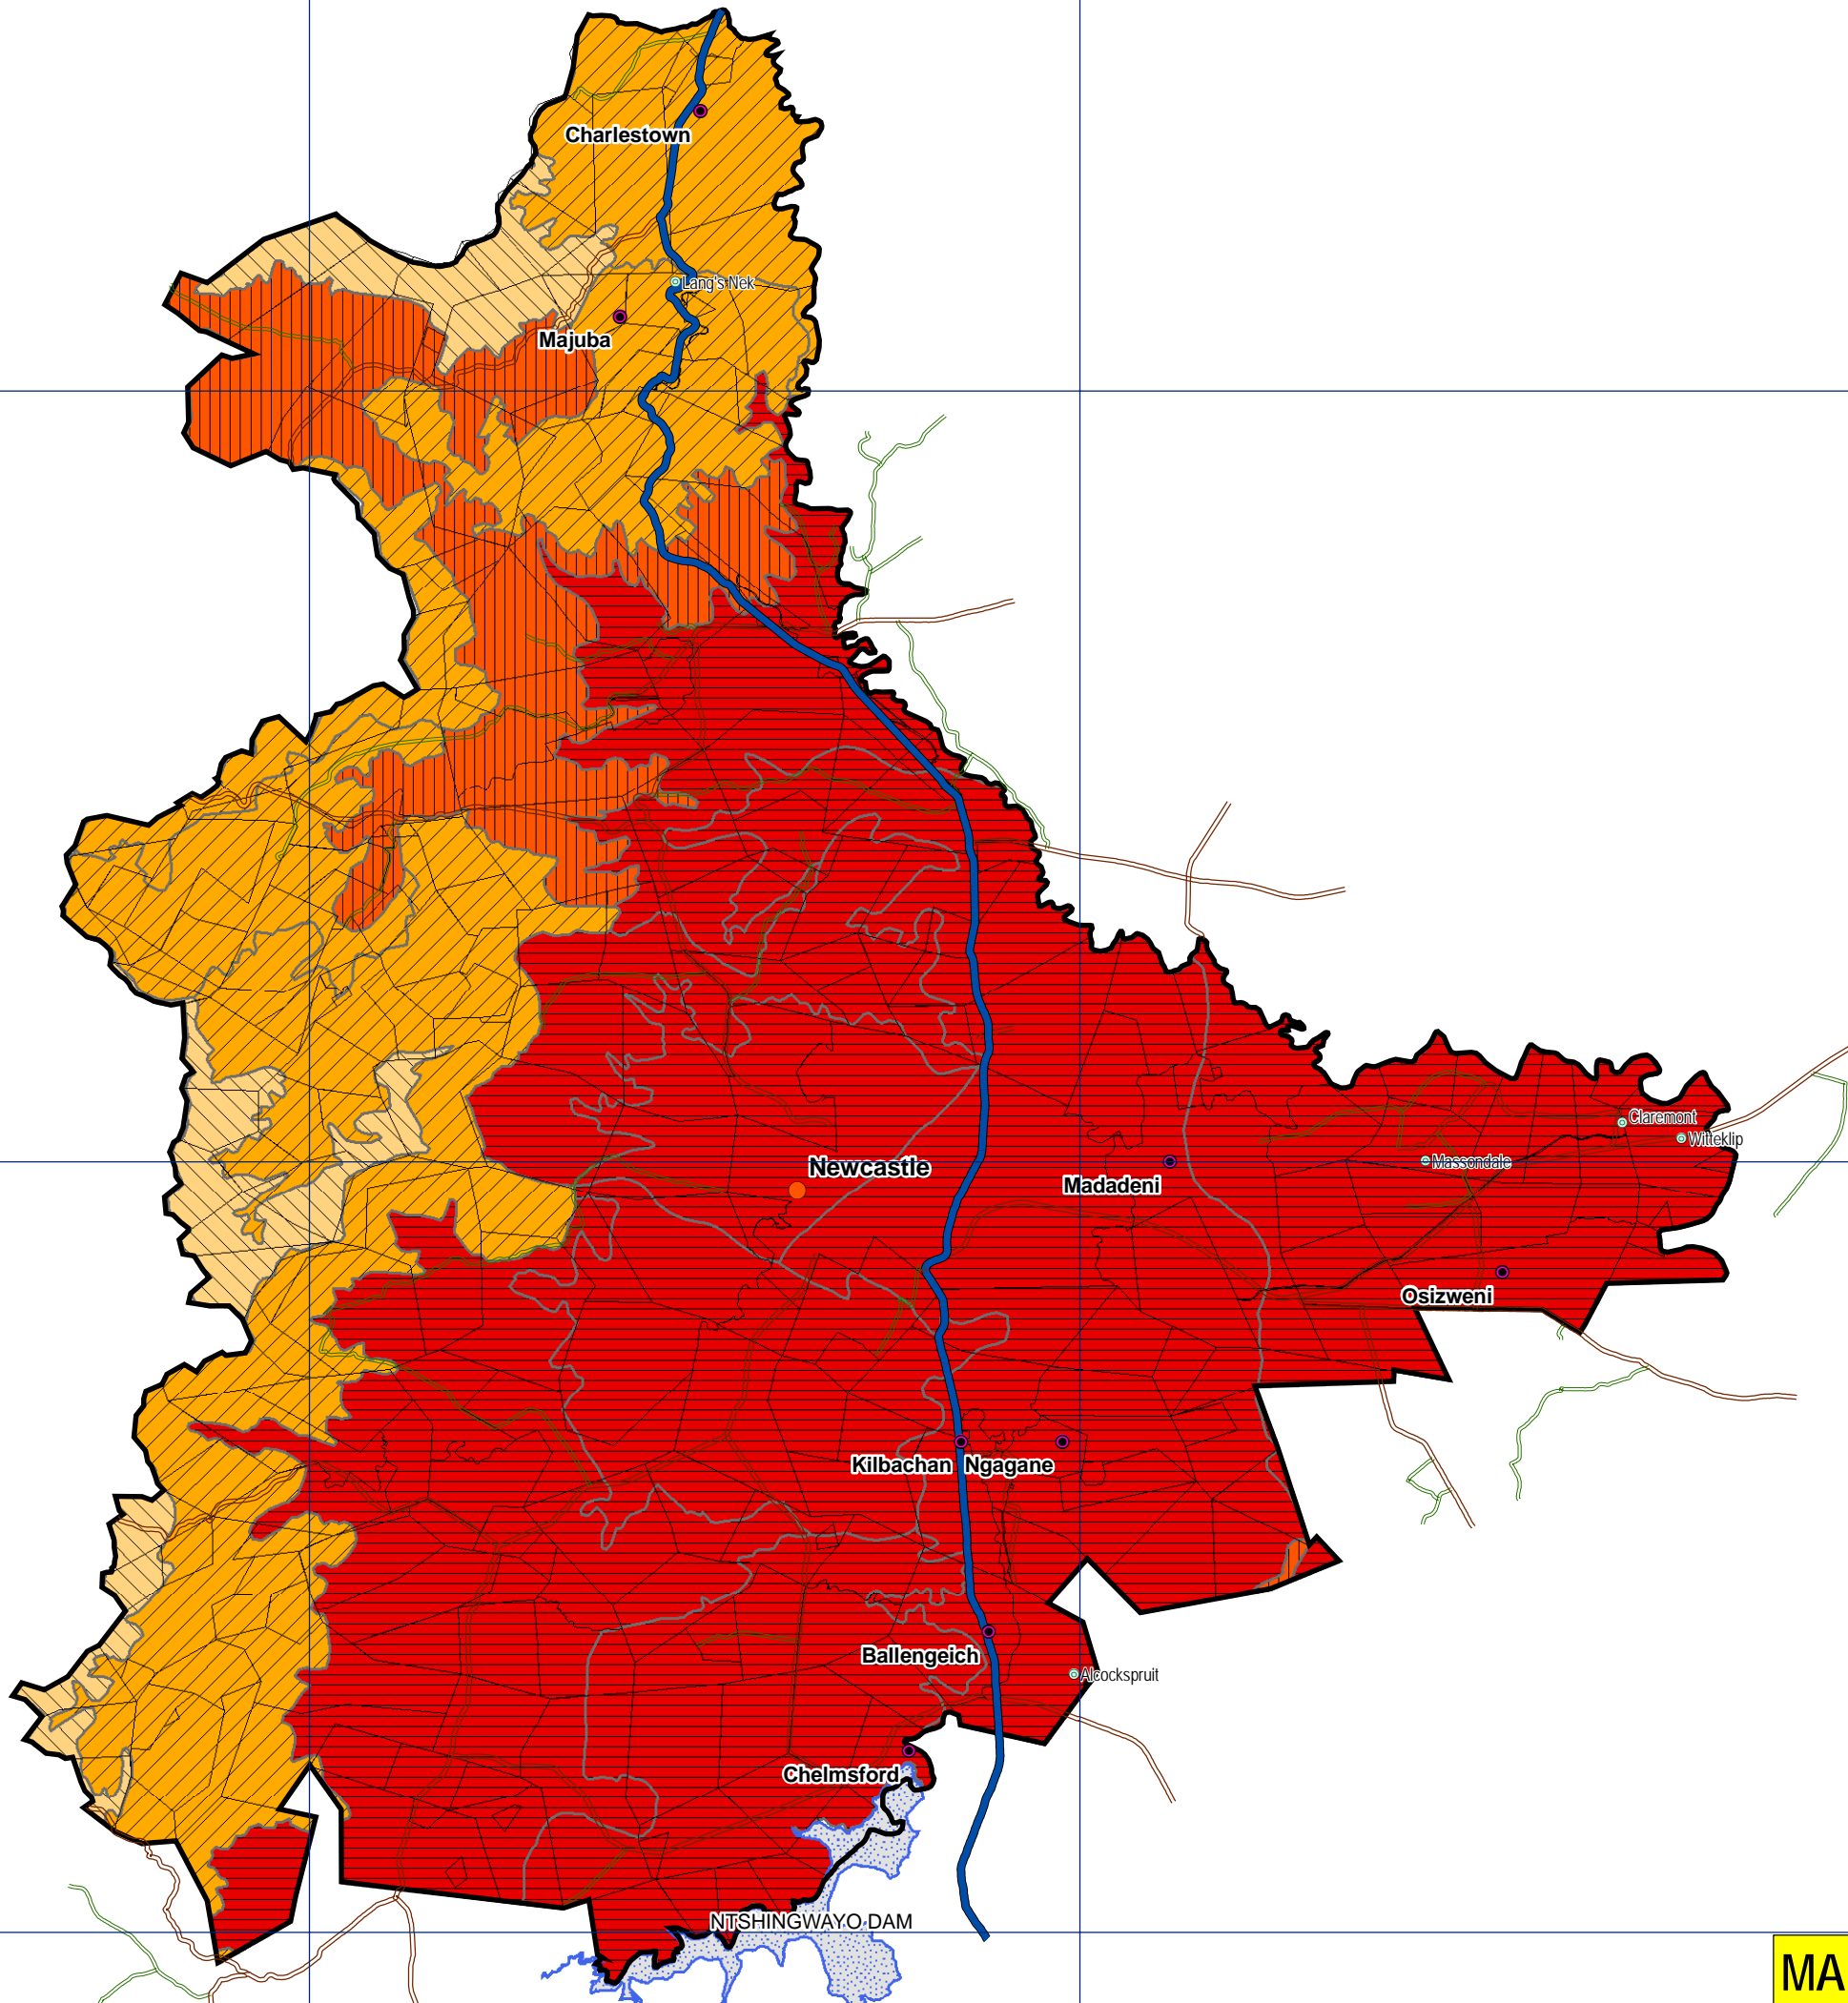 Charlestown
Lang's Nek
Majuba
Claremont
Witteklip
Massondale
Newcastle
Madadeni
Osizweni
Kilbachan
Ngagane
Ballengeich
Alcockspruit
Chelmsford
NTSHINGWAYO DAM
MA